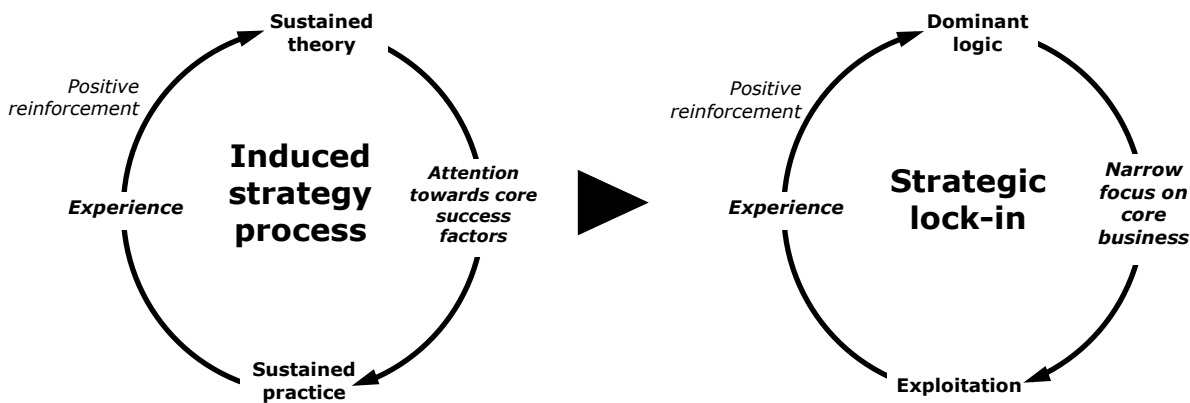 Sustained
theory
Positive
reinforcement
Induced
strategy
process
Attention
towards core
success
factors
Experience
Sustained
practice
Dominant
logic
Positive
reinforcement
Strategic
lock-in
Narrow
focus on
core
business
Experience
Exploitation